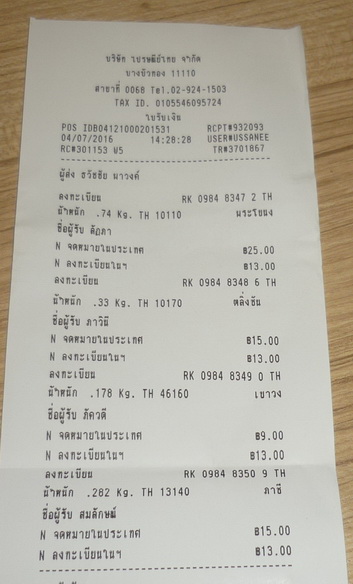 บริษัท ไปรษณีย์ไทย จำกัด
บางบัวทอง 11110
สาขาที่ 0068 Tel.02-924-1503
TAX ID. 0105546095724
ใบรับเงิน
POS IDB04121000201531 RCPT#932093
04/07/2016 14:28:28 USER#USSANEE
RC#301153 W5 TR#3701867
ผู้ส่ง ธวัชชัย นาวงค์
ลงทะเบียน RK 0984 8347 2 TH
น้ำหนัก .74 Kg. TH 10110 พระโขนง
ชื่อผู้รับ
N จดหมายในประเทศ ฿25.00
N ลงทะเบียนในฯ ฿13.00
ลงทะเบียน RK 0984 8348 6 TH
น้ำหนัก .33 Kg. TH 10170 ตลิ่งชัน
ชื่อผู้รับ ภาวินี
N จดหมายในประเทศ ฿15.00
N ลงทะเบียนในฯ ฿13.00
ลงทะเบียน RK 0984 8349 0 TH
น้ำหนัก .178 Kg. TH 46160 เขาวง
ชื่อผู้รับ ภัควดี
N จดหมายในประเทศ ฿9.00
N ลงทะเบียนในฯ ฿13.00
ลงทะเบียน RK 0984 8350 9 TH
น้ำหนัก .282 Kg. TH 13140 ภาชี
ชื่อผู้รับ สมลักษณ์
N จดหมายในประเทศ ฿15.00
N ลงทะเบียนในฯ ฿13.00